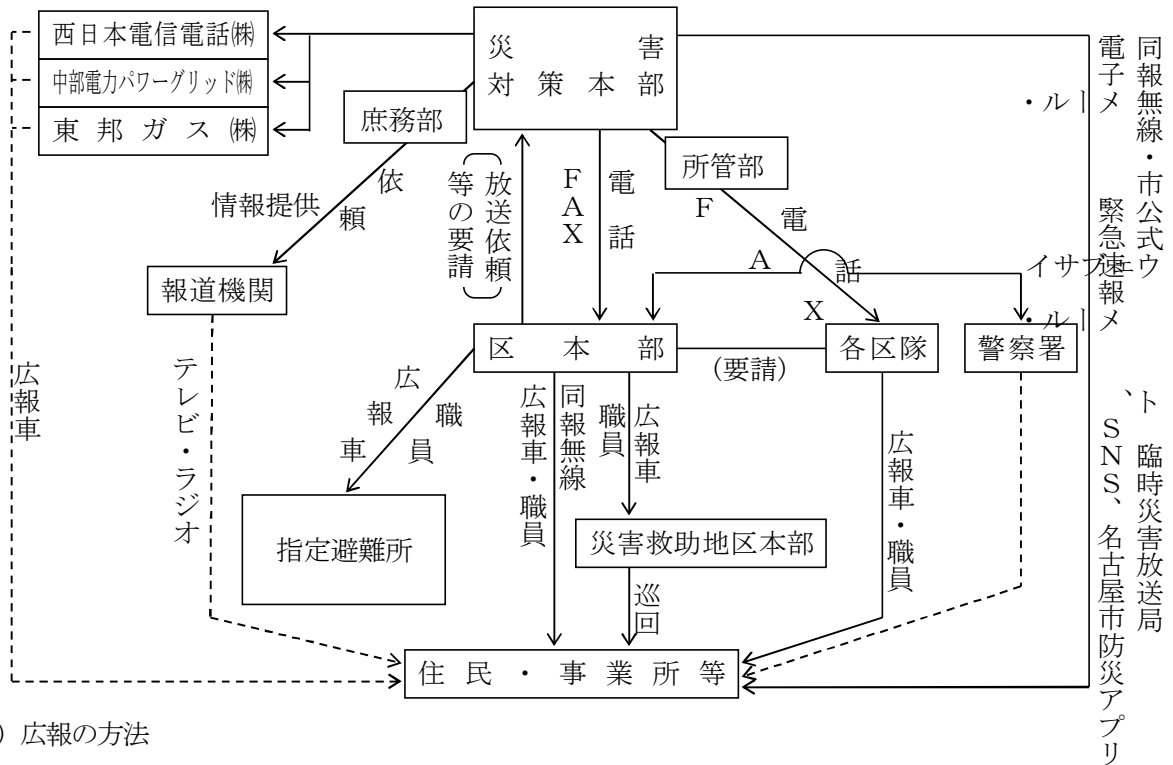 西日本電信電話㈱
中部電力パワーグリッド㈱
東邦ガス㈱
災害
対策本部
庶務部
所管部
情報提供
依頼
放送依頼
等の要請
電話
FAX
電話
FAX
報道機関
区本部
(要請)
各区隊
警察署
広報車
テレビ・ラジオ
職員
広報車
同報無線
広報車・職員
広報車
職員
広報車・職員
指定避難所
災害救助地区本部
巡回
住民・事業所等
同報無線・市公式ウェブサイト
臨時災害放送局
電子メール・
緊急速報メール・
、SNS、名古屋市防災アプリ
) 広報の方法